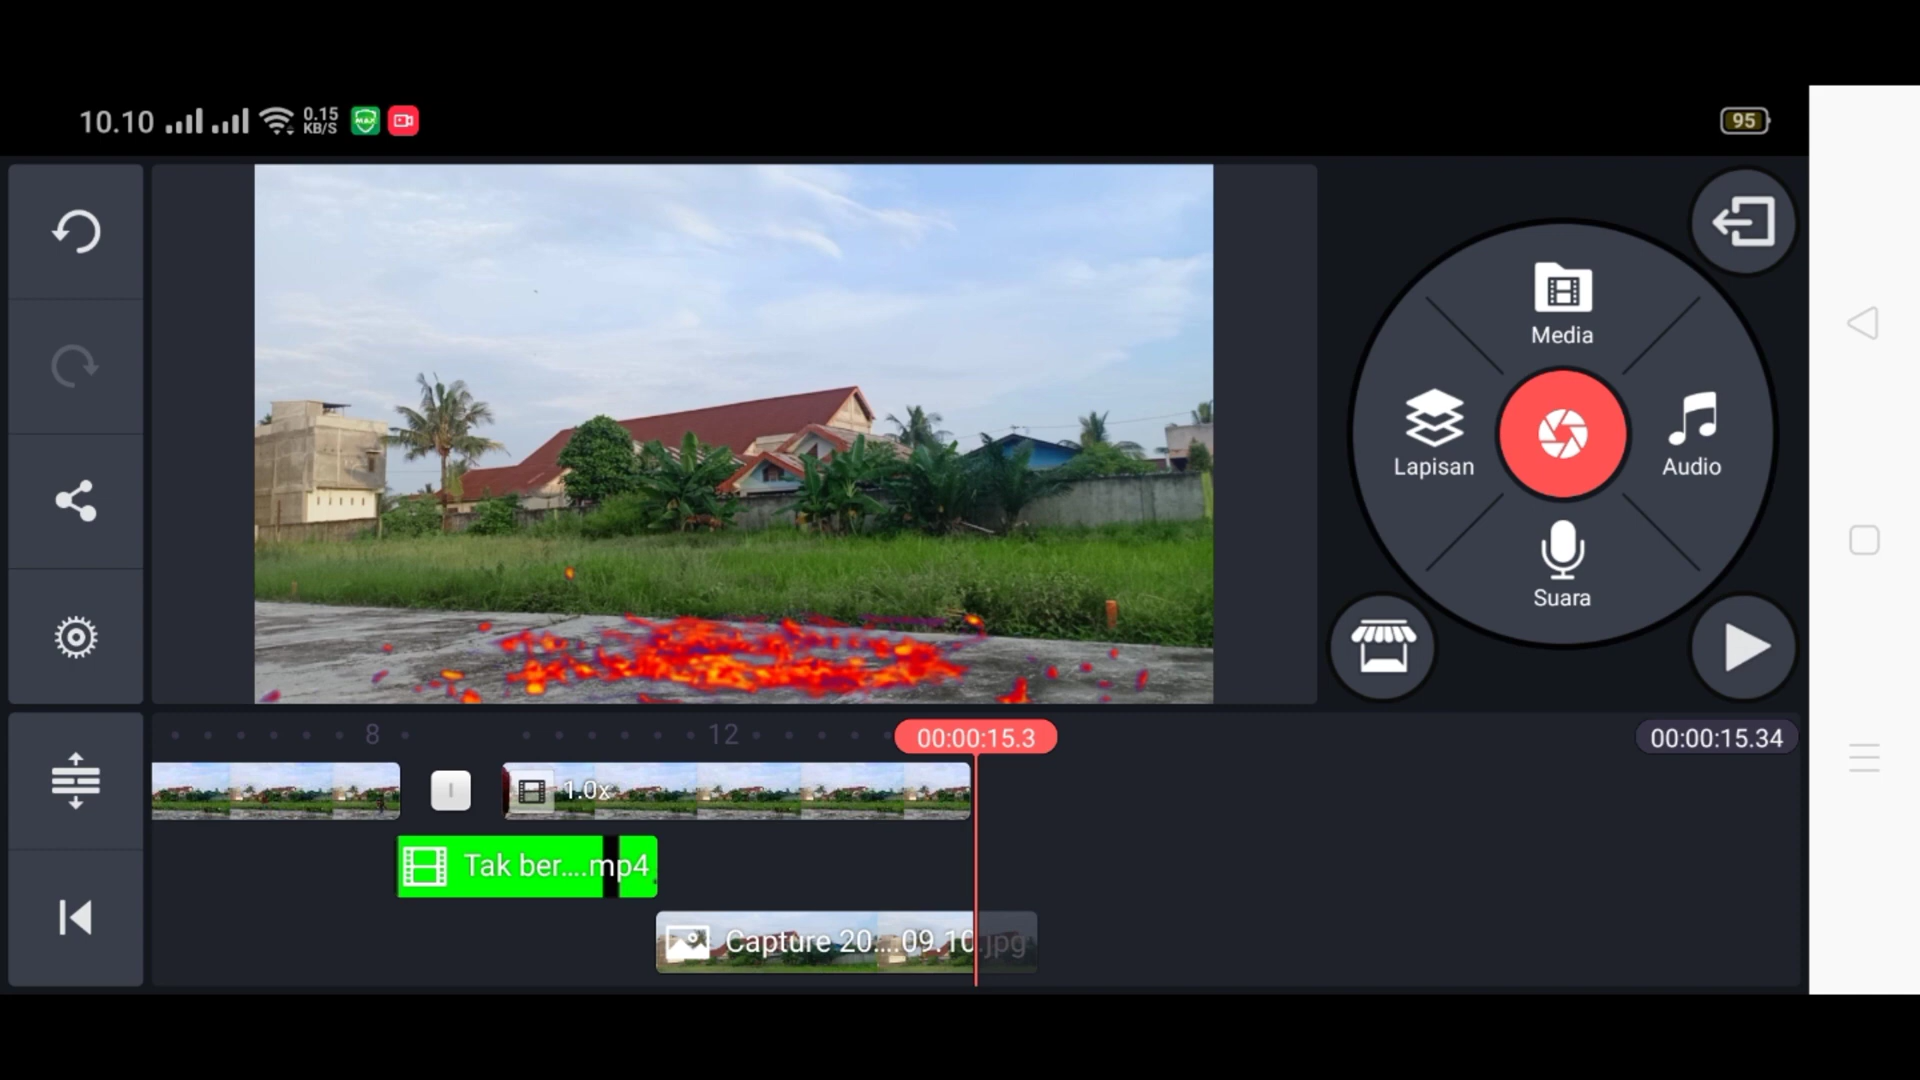 10.10
0.15
KB/S
MAX
95
Media
Lapisan
Audio
Suara
8
12
00:00:15.3
00:00:15.34
1.0x
Tak ber....mp4
Capture 20....09.10.jpg